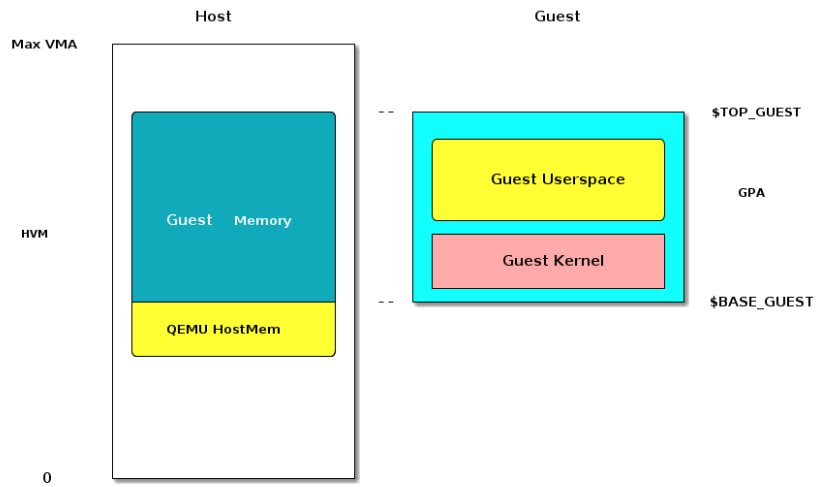 Host
Guest
Max VMA
$TOP_GUEST
Guest Userspace
GPA
Guest Memory
HVM
Guest Kernel
$BASE_GUEST
QEMU HostMem
0